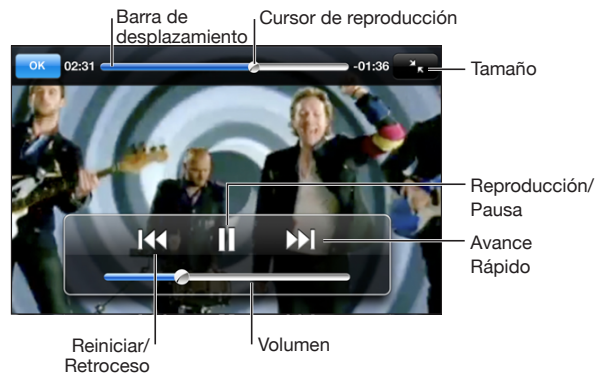 Barra de
desplazamiento
Cursor de reproducción
OK
02:31
-01:36
Tamaño
Reproducción/
Pausa
Avance
Rápido
Reiniciar/
Retroceso
Volumen